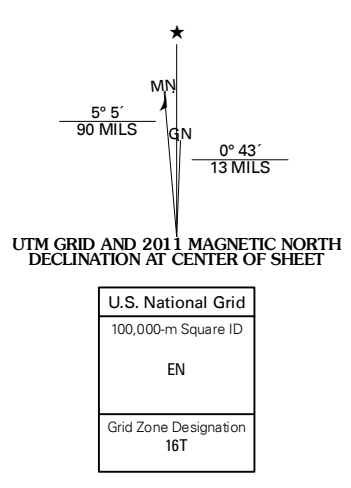 ★
MN
GN
5° 5´
90 MILS
0° 43´
13 MILS
UTM GRID AND 2011 MAGNETIC NORTH
DECLINATION AT CENTER OF SHEET
U.S. National Grid
100,000-m Square ID
EN
Grid Zone Designation
16T